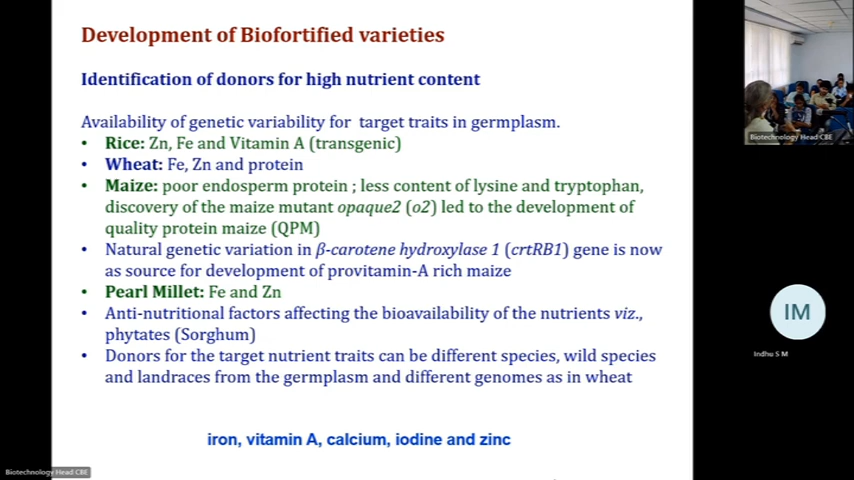 Development of Biofortified varieties
Identification of donors for high nutrient content
Availability of genetic variability for target traits in germplasm.
• Rice: Zn, Fe and Vitamin A (transgenic)
• Wheat: Fe, Zn and protein
• Maize: poor endosperm protein ; less content of lysine and tryptophan,
discovery of the maize mutant opaque2 (o2) led to the development of
quality protein maize (QPM)
• Natural genetic variation in β-carotene hydroxylase 1 (crtRB1) gene is now
as source for development of provitamin-A rich maize
• Pearl Millet: Fe and Zn
• Anti-nutritional factors affecting the bioavailability of the nutrients viz.,
phytates (Sorghum)
• Donors for the target nutrient traits can be different species, wild species
and landraces from the germplasm and different genomes as in wheat
iron, vitamin A, calcium, iodine and zinc
Biotechnology Head CBE
Biotechnology Head CBE
IM
Indhu S M